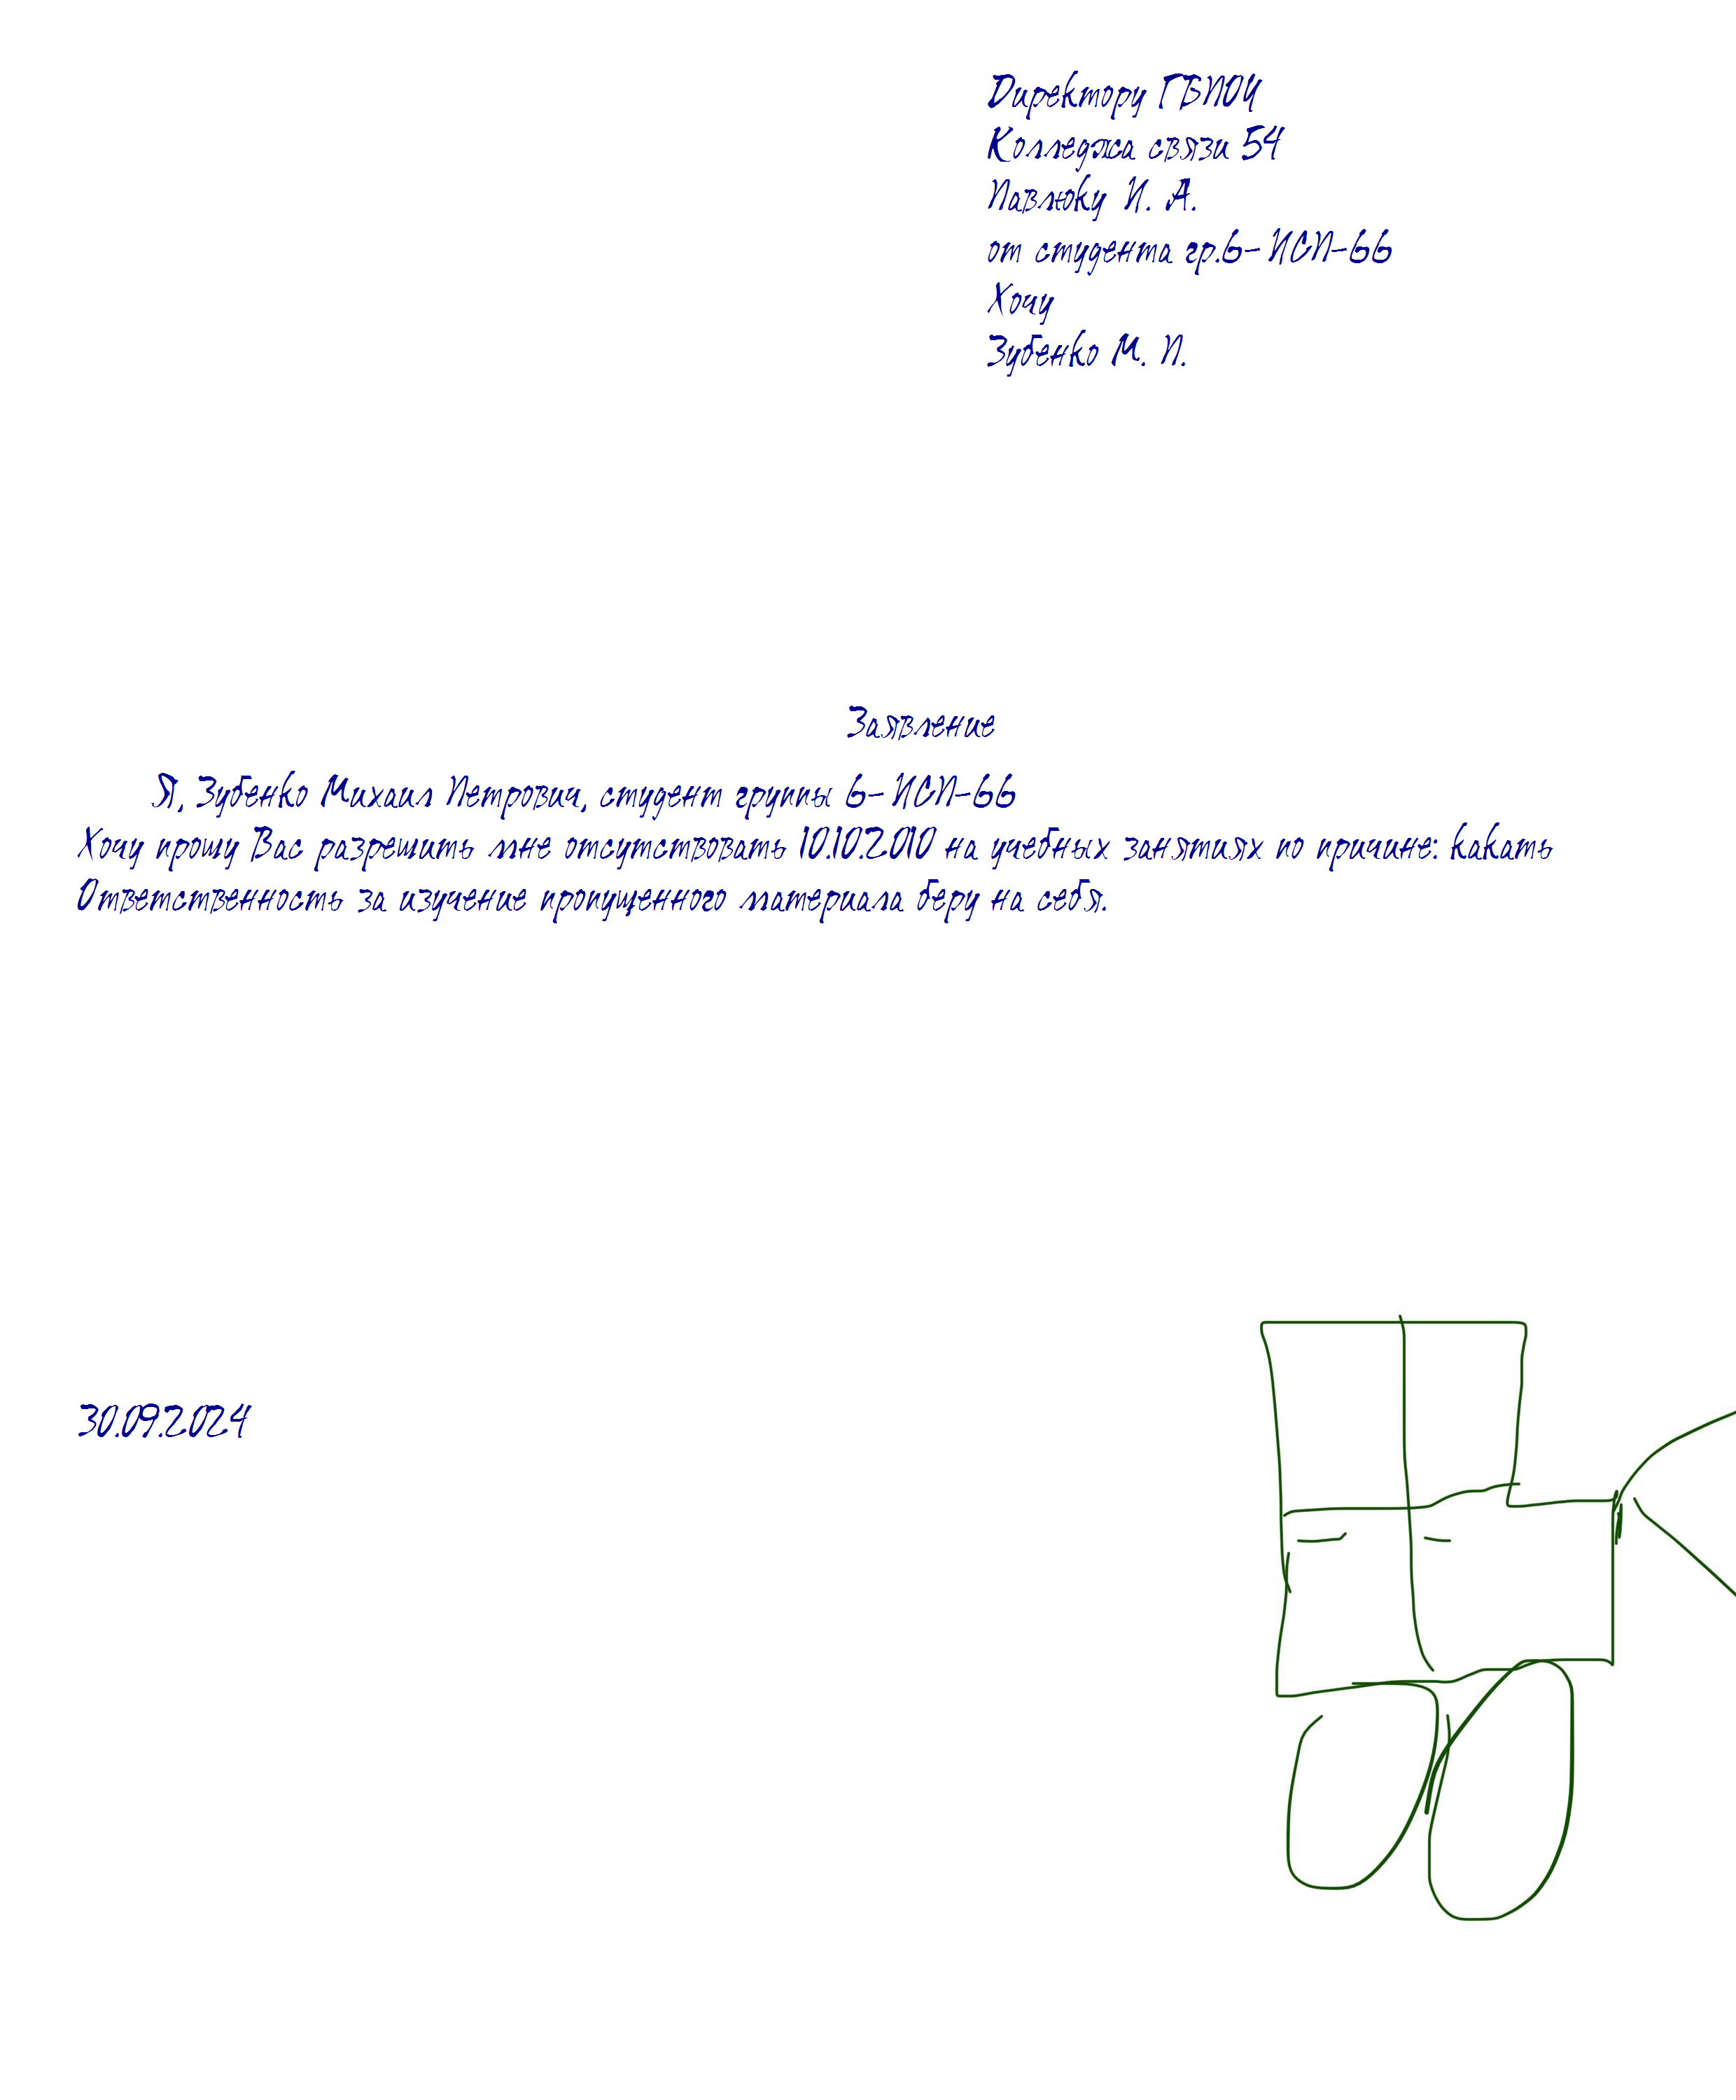 Директору ГБПОУ
Колледжа связи 54
Павлюку И. А.
от студента гр.6-ИСП-66
Хочу
Зубенко М. П.
Заявление
Я, Зубенко Михаил Петрович, студент группы 6-ИСП-66
Хочу прошу Вас разрешить мне отсутствовать 10.10.2010 на учебных занятиях по причине: какать
Ответственность за изучение пропущенного материала беру на себя.
30.09.2024